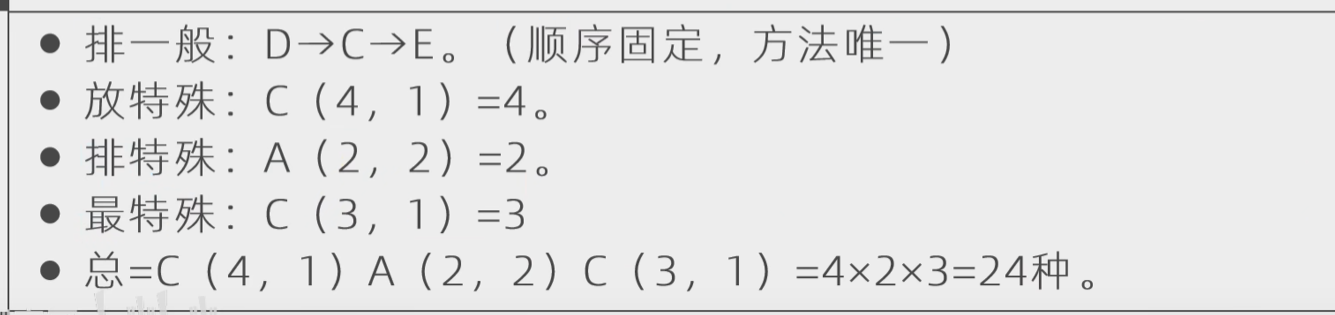 ● 排一般：D→C→E。（顺序固定，方法唯一）
● 放特殊：C（4，1）=4。
● 排特殊：A（2，2）=2。
● 最特殊：C（3，1）=3
● 总=C（4，1）A（2，2）C（3，1）=4×2×3=24种。